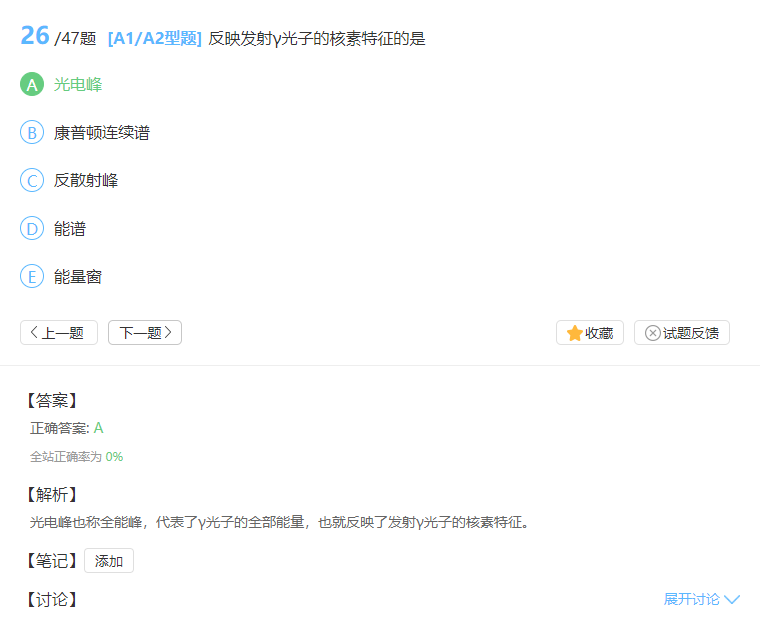 26 /47题 [A1/A2型题] 反映发射γ光子的核素特征的是
A 光电峰
B 康普顿连续谱
C 反散射峰
D 能谱
E 能量窗
上一题 下一题 收藏 试题反馈
【答案】
正确答案: A
全站正确率为 0%
【解析】
光电峰也称全能峰，代表了γ光子的全部能量，也就反映了发射γ光子的核素特征。
【笔记】 添加
【讨论】 展开讨论